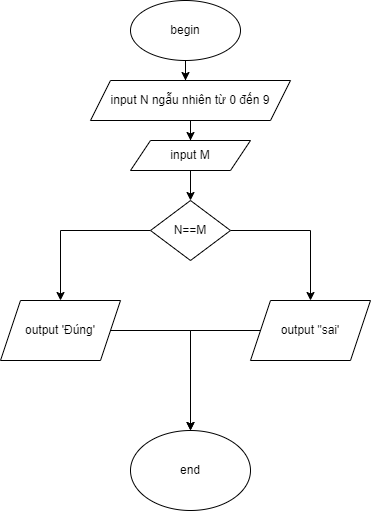 begin
input N ngẫu nhiên từ 0 đến 9
input M
N==M
output 'Đúng'
output "sai'
end